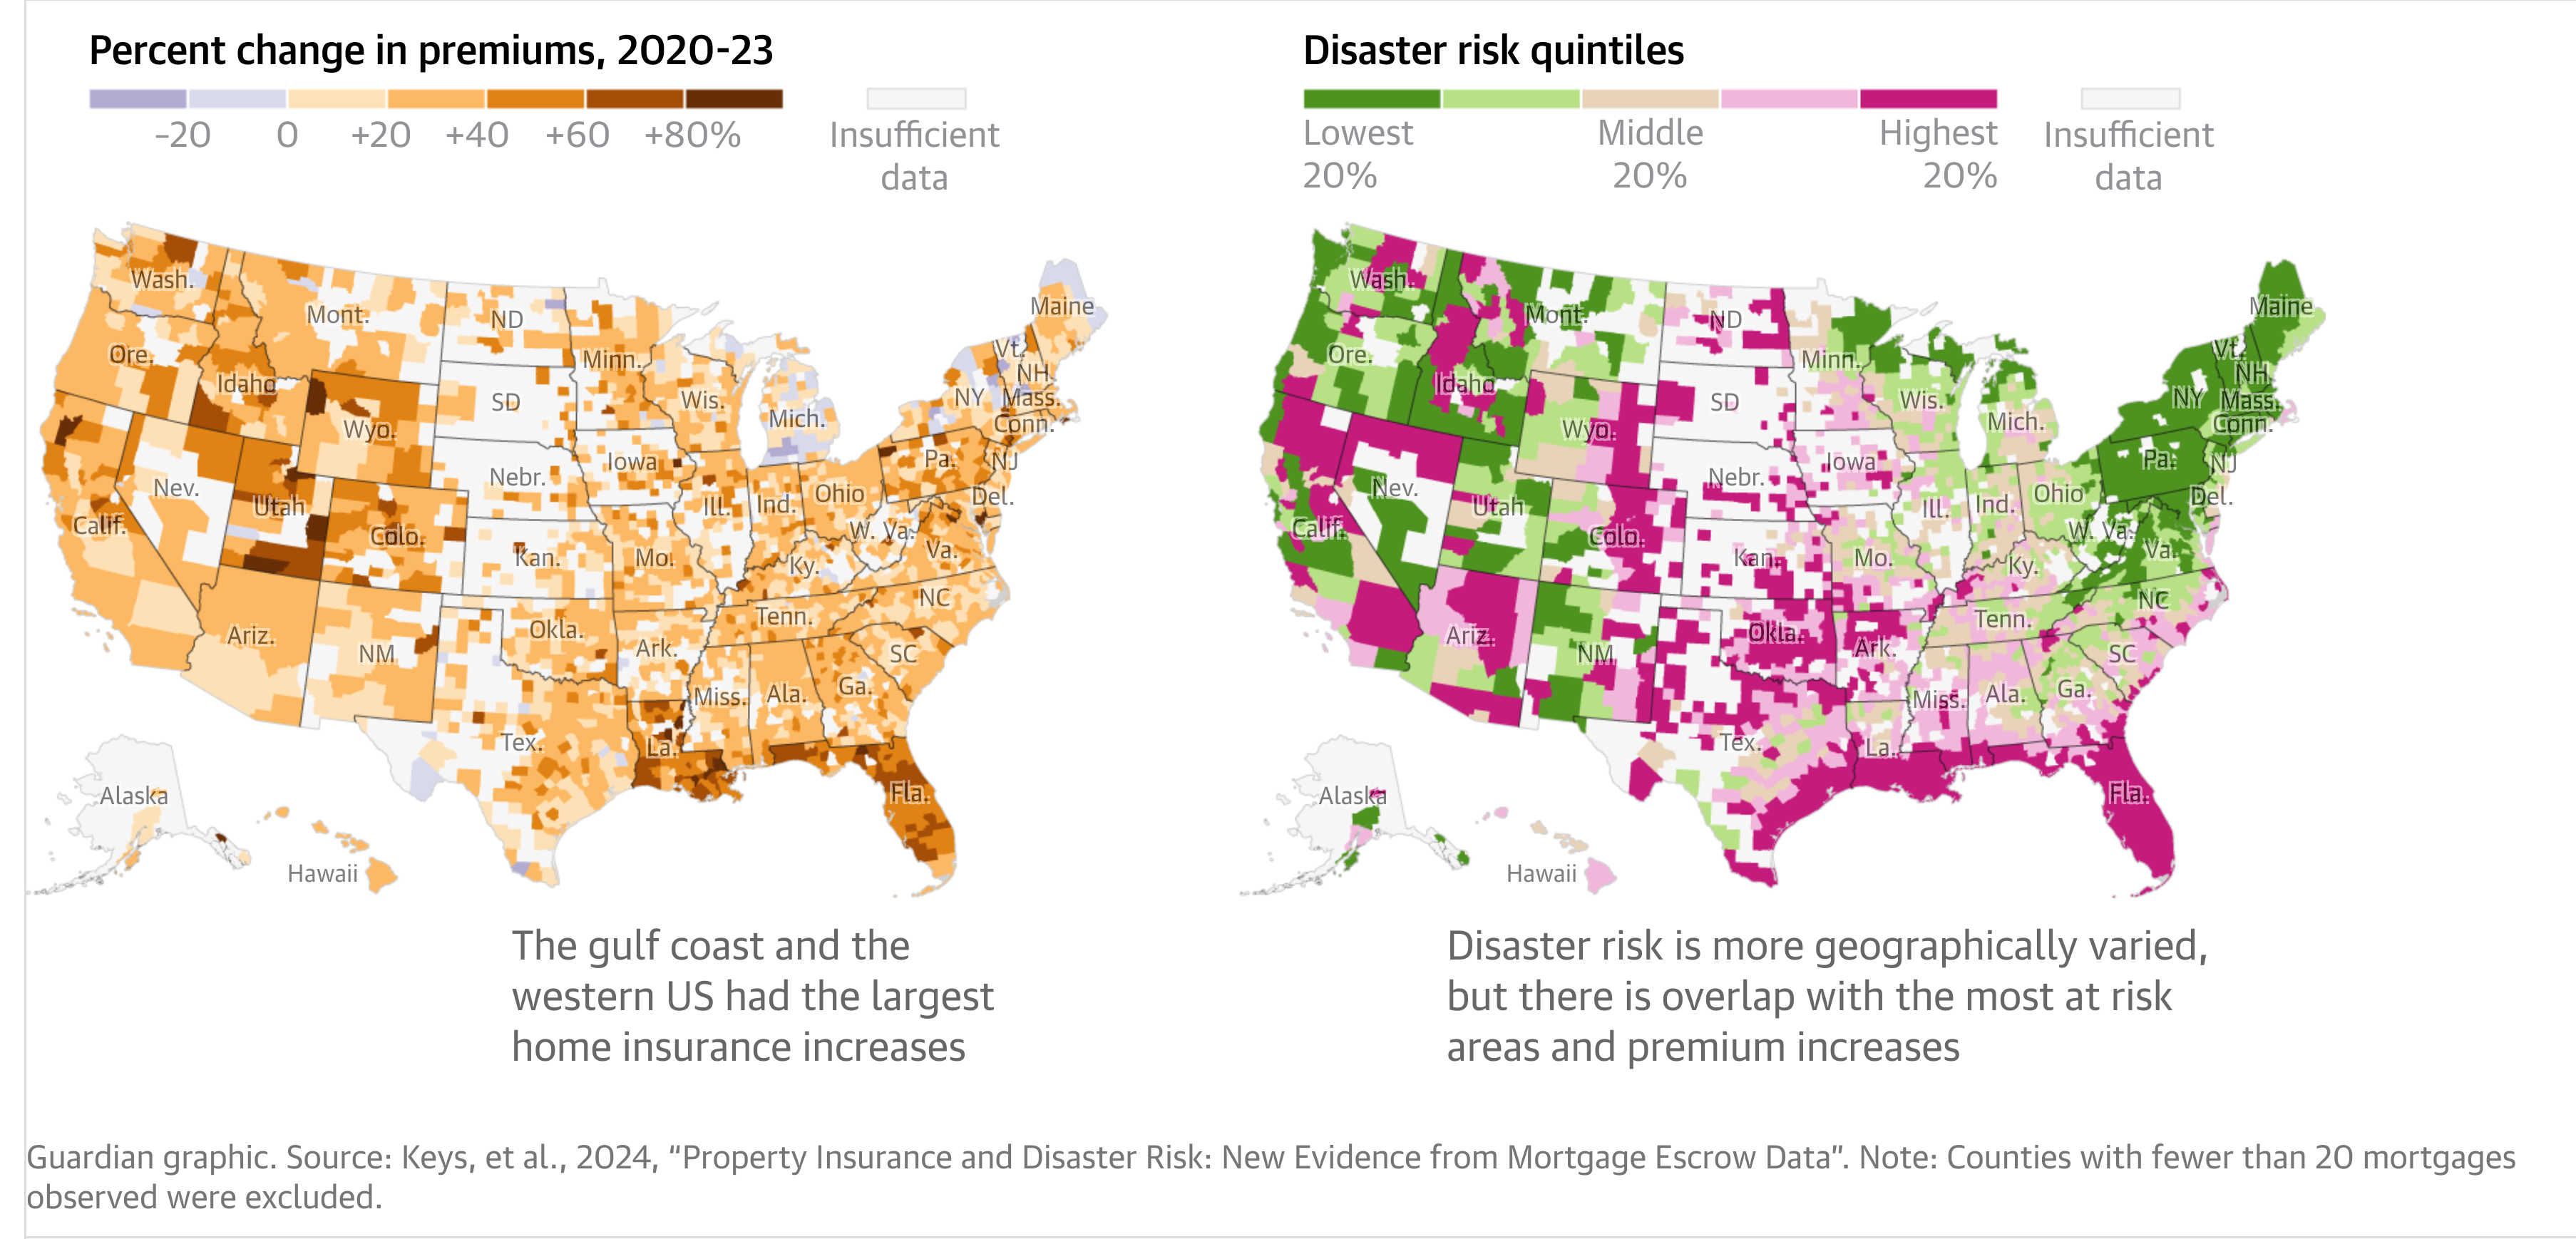 Percent change in premiums, 2020-23
-20 0 +20 +40 +60 +80%
Insufficient
data
Wash.
Mont.
ND
Minn.
Maine
Ore.
Idaho
SD
Wis.
Mich.
NY
Vt.
NH.
Mass.
Conn.
Wyo.
Nebr.
Iowa
Pa.
NJ
Nev.
Utah
Ill.
Ind.
Ohio
Del.
Calif.
Colo.
Kan.
Mo.
Ky.
W. Va.
Va.
Ariz.
NM
Okla.
Ark.
Tenn.
NC
SC
Tex.
La.
Miss.
Ala.
Ga.
Fla.
Alaska
Hawaii
The gulf coast and the
western US had the largest
home insurance increases
Disaster risk quintiles
Lowest Middle Highest
20% 20% 20%
Insufficient
data
Wash.
Mont.
ND
Minn.
Maine
Ore.
Idaho
SD
Wis.
Mich.
NY
Vt.
NH.
Mass.
Conn.
Wyo.
Nebr.
Iowa
Pa.
NJ
Nev.
Utah
Ill.
Ind.
Ohio
Del.
Calif.
Colo.
Kan.
Mo.
Ky.
W. Va.
Va.
Ariz.
NM
Okla.
Ark.
Tenn.
NC
SC
Tex.
La.
Miss.
Ala.
Ga.
Fla.
Alaska
Hawaii
Disaster risk is more geographically varied,
but there is overlap with the most at risk
areas and premium increases
Guardian graphic. Source: Keys, et al., 2024, “Property Insurance and Disaster Risk: New Evidence from Mortgage Escrow Data”. Note: Counties with fewer than 20 mortgages
observed were excluded.